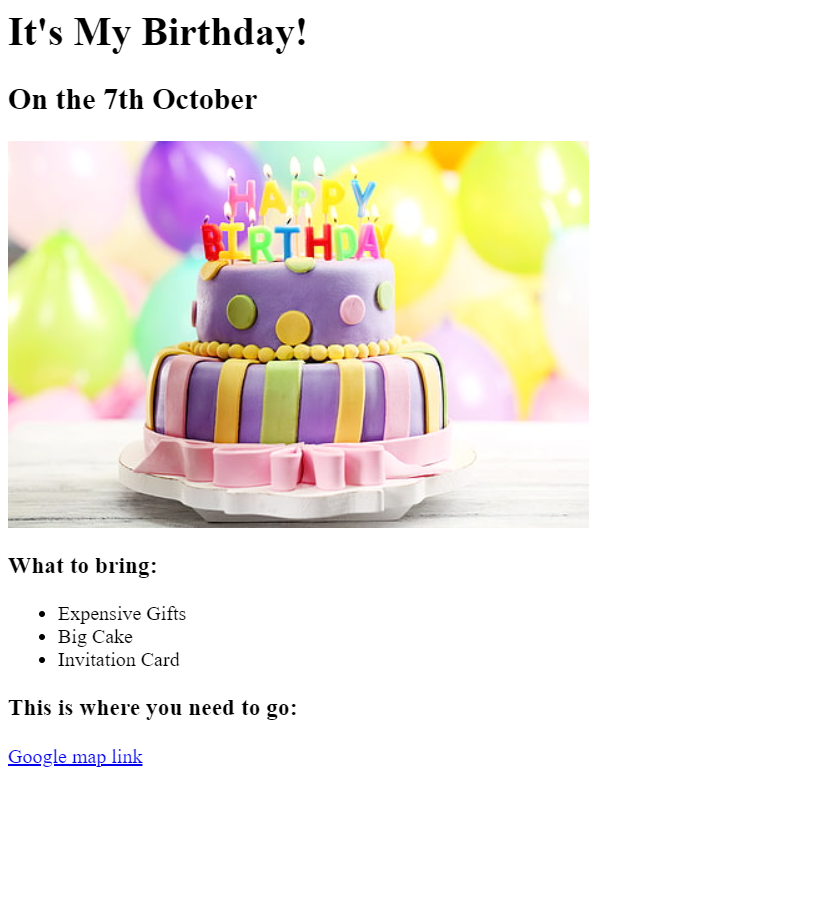 It's My Birthday!
On the 7th October
HAPPY
BIRTHDAY
What to bring:
Expensive Gifts
Big Cake
Invitation Card
This is where you need to go:
Google map link